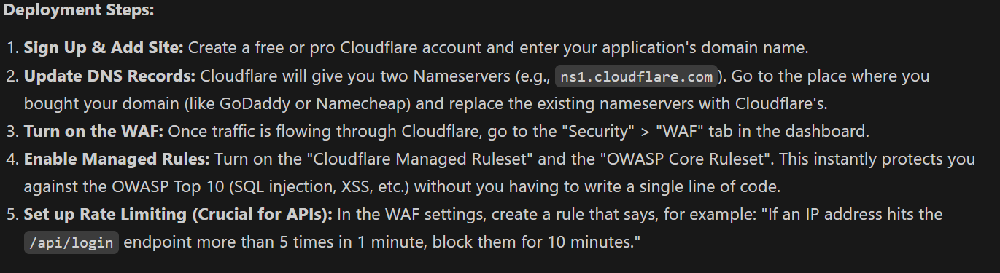 Deployment Steps:
1. Sign Up & Add Site: Create a free or pro Cloudflare account and enter your application's domain name.
2. Update DNS Records: Cloudflare will give you two Nameservers (e.g., ns1.cloudflare.com). Go to the place where you
bought your domain (like GoDaddy or Namecheap) and replace the existing nameservers with Cloudflare's.
3. Turn on the WAF: Once traffic is flowing through Cloudflare, go to the "Security" > "WAF" tab in the dashboard.
4. Enable Managed Rules: Turn on the "Cloudflare Managed Ruleset" and the "OWASP Core Ruleset". This instantly protects you
against the OWASP Top 10 (SQL injection, XSS, etc.) without you having to write a single line of code.
5. Set up Rate Limiting (Crucial for APIs): In the WAF settings, create a rule that says, for example: "If an IP address hits the
/api/login endpoint more than 5 times in 1 minute, block them for 10 minutes."